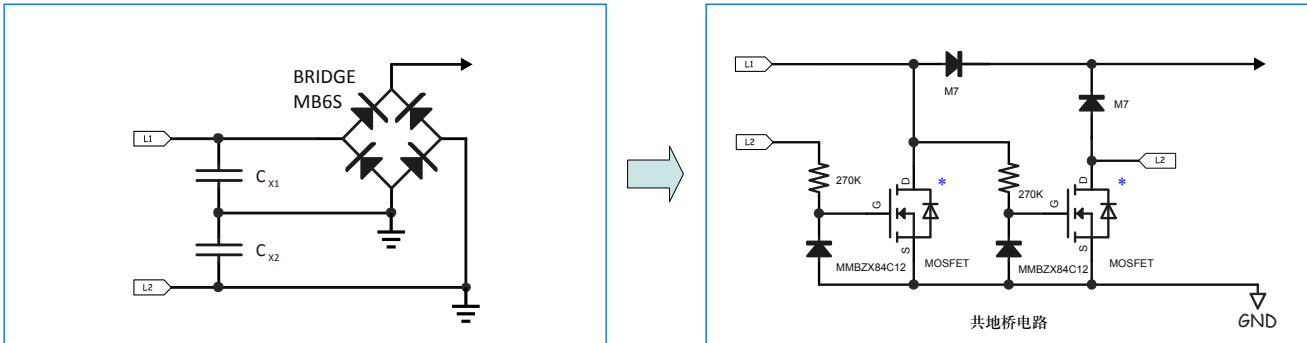 BRIDGE
MB6S
L1
C X1
C X2
L2
L1
M7
M7
L2
L2
270K
D
*
G
S
MMBZX84C12
MOSFET
270K
D
*
G
S
MMBZX84C12
MOSFET
共地桥电路
GND